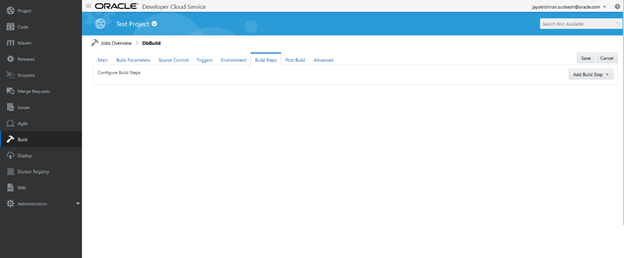 Project
Code
Maven
Releases
Snippets
Merge Requests
Issues
Agile
Build
Deploy
Docker Registry
Wiki
Administration
ORACLE Developer Cloud Service
jayakrishnan.sudeesh@oracle.com
Test Project
Search Not Available
Jobs Overview > DbBuild
Main Build Parameters Source Control Triggers Environment Build Steps Post Build Advanced Save Cancel
Configure Build Steps Add Build Step